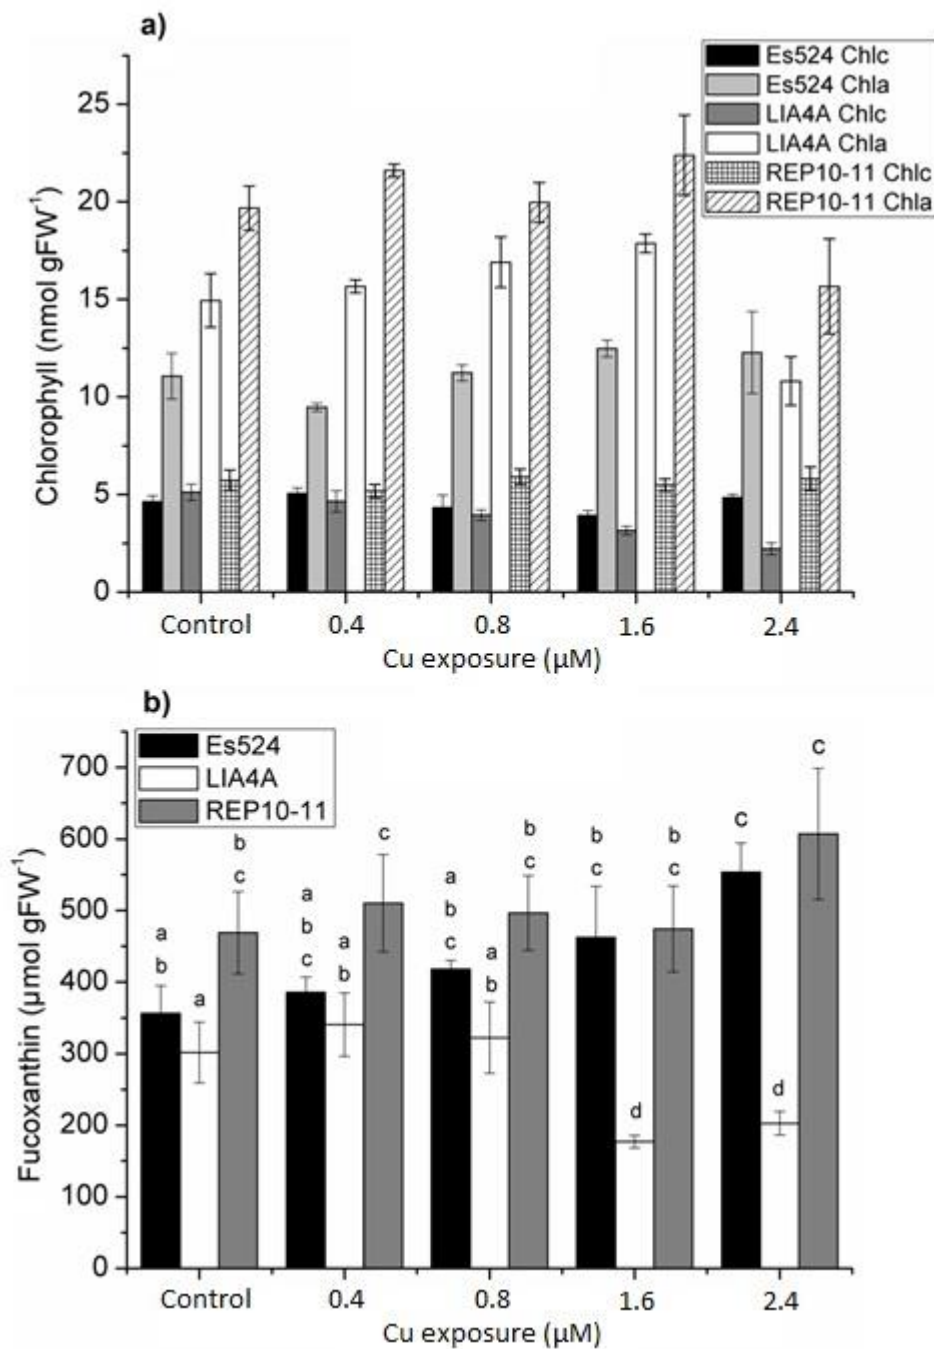 a)
Es524 Chlc
Es524 Chla
LIA4A Chlc
LIA4A Chla
REP10-11 Chlc
REP10-11 Chla
Chlorophyll (nmol gFW⁻¹)
25
20
15
10
5
0
Control 0.4 0.8 1.6 2.4
Cu exposure (µM)
b)
Es524
LIA4A
REP10-11
Fucoxanthin (µmol gFW⁻¹)
700
600
500
400
300
200
100
0
a
b
a
b
c
a
b
c
a
b
c
a
b
c
a
b
b
c
b
c
d
b
c
c
d
c
Control 0.4 0.8 1.6 2.4
Cu exposure (µM)